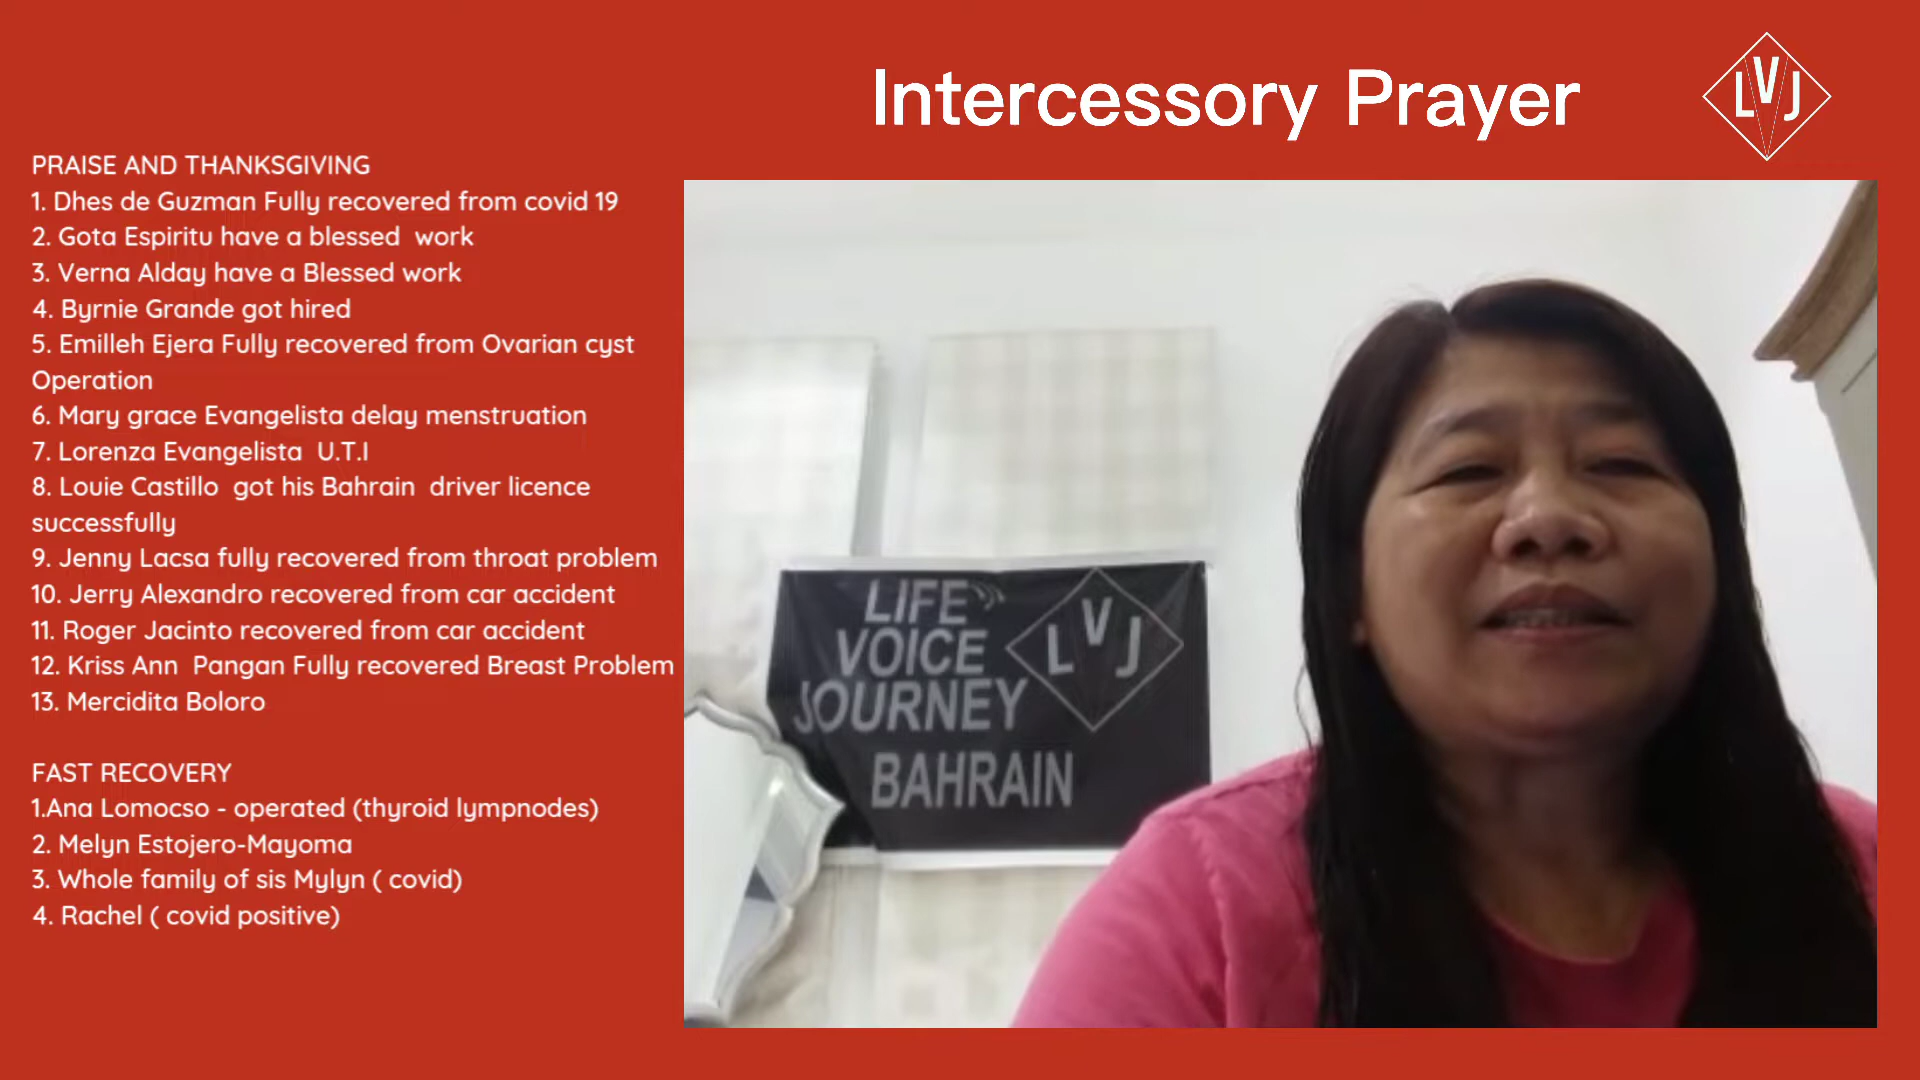 Intercessory Prayer
LVJ
PRAISE AND THANKSGIVING
1. Dhes de Guzman Fully recovered from covid 19
2. Gota Espiritu have a blessed  work
3. Verna Alday have a Blessed work
4. Byrnie Grande got hired
5. Emilleh Ejera Fully recovered from Ovarian cyst
Operation
6. Mary grace Evangelista delay menstruation
7. Lorenza Evangelista  U.T.I
8. Louie Castillo  got his Bahrain  driver licence
successfully
9. Jenny Lacsa fully recovered from throat problem
10. Jerry Alexandro recovered from car accident
11. Roger Jacinto recovered from car accident
12. Kriss Ann  Pangan Fully recovered Breast Problem
13. Mercidita Boloro
FAST RECOVERY
1.Ana Lomocso - operated (thyroid lympnodes)
2. Melyn Estojero-Mayoma
3. Whole family of sis Mylyn ( covid)
4. Rachel ( covid positive)
LIFE
VOICE
JOURNEY
BAHRAIN
LVJ